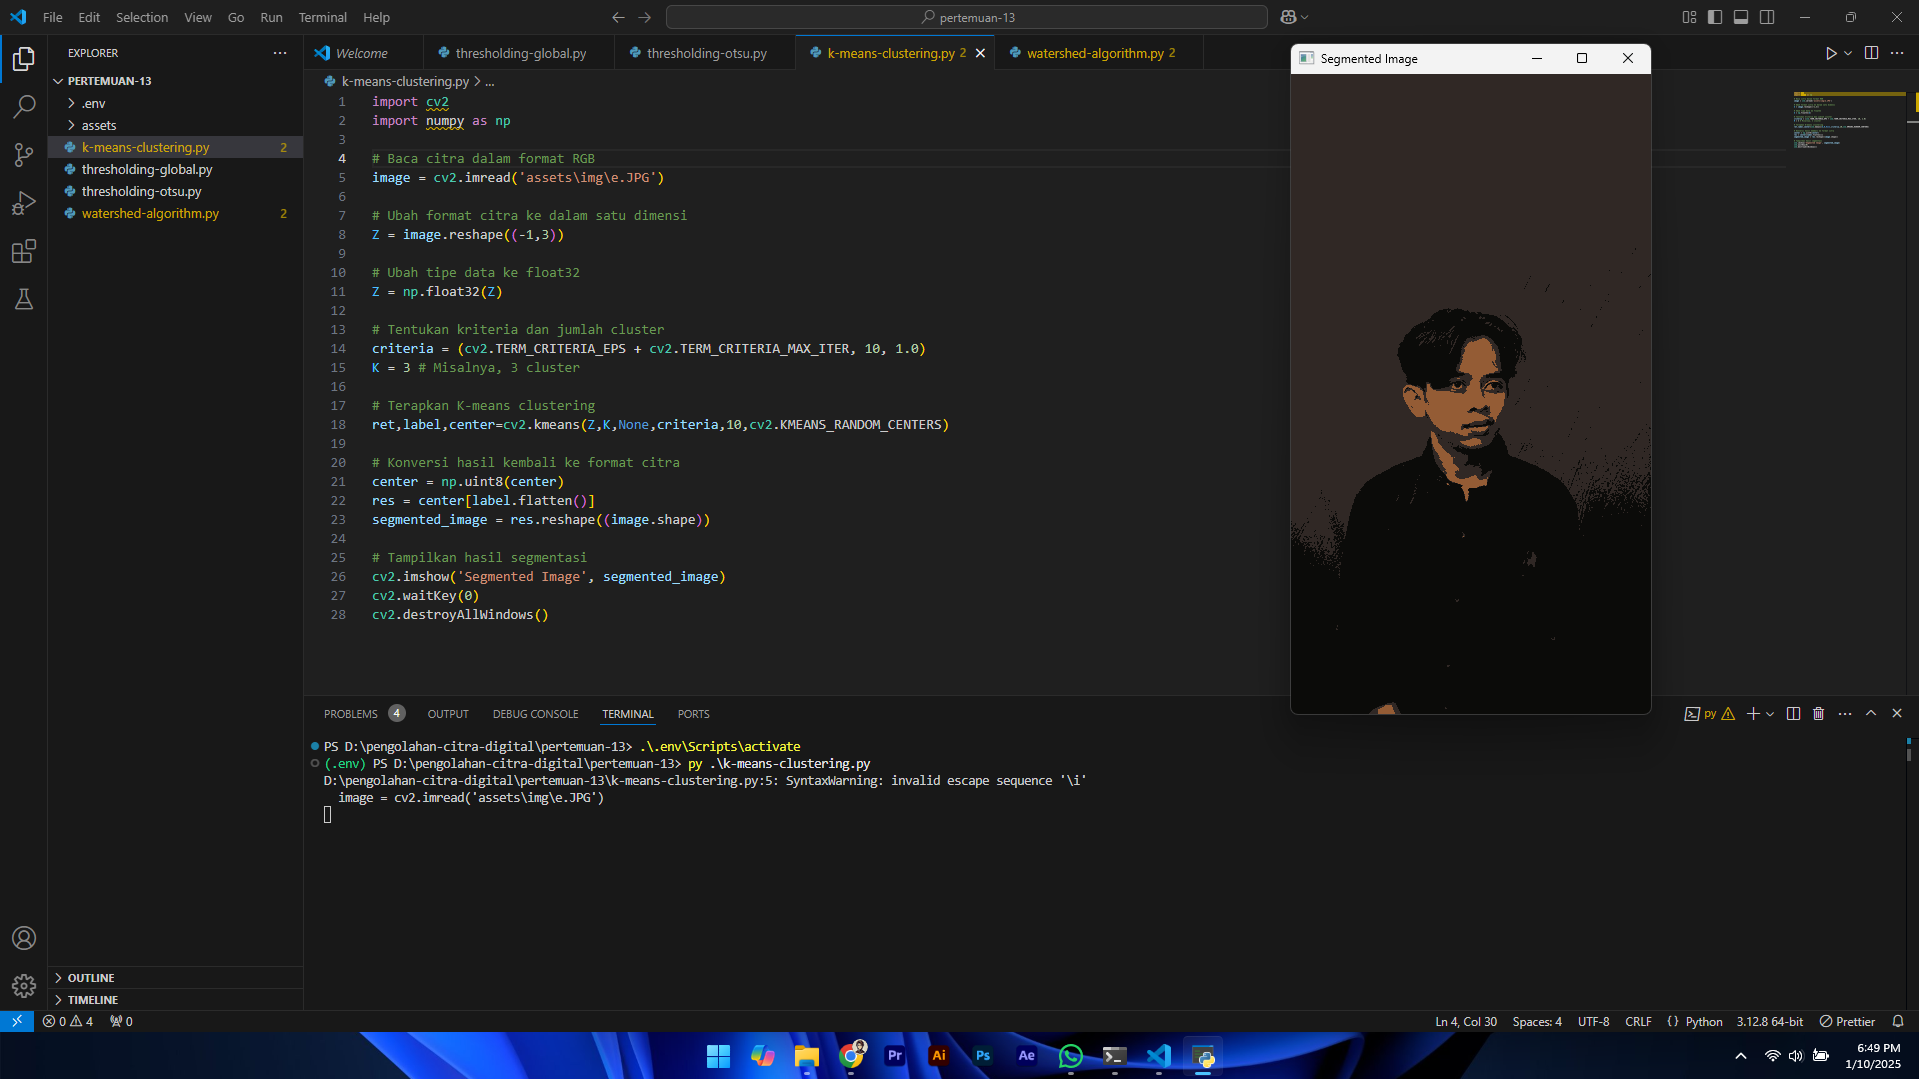 File Edit Selection View Go Run Terminal Help
pertemuan-13
EXPLORER
PERTEMUAN-13
.env
assets
k-means-clustering.py 2
thresholding-global.py
thresholding-otsu.py
watershed-algorithm.py 2
OUTLINE
TIMELINE
Welcome
thresholding-global.py
thresholding-otsu.py
k-means-clustering.py 2
watershed-algorithm.py 2
k-means-clustering.py > ...
1 import cv2
2 import numpy as np
3
4 # Baca citra dalam format RGB
5 image = cv2.imread('assets\img\e.JPG')
6
7 # Ubah format citra ke dalam satu dimensi
8 Z = image.reshape((-1,3))
9
10 # Ubah tipe data ke float32
11 Z = np.float32(Z)
12
13 # Tentukan kriteria dan jumlah cluster
14 criteria = (cv2.TERM_CRITERIA_EPS + cv2.TERM_CRITERIA_MAX_ITER, 10, 1.0)
15 K = 3 # Misalnya, 3 cluster
16
17 # Terapkan K-means clustering
18 ret,label,center=cv2.kmeans(Z,K,None,criteria,10,cv2.KMEANS_RANDOM_CENTERS)
19
20 # Konversi hasil kembali ke format citra
21 center = np.uint8(center)
22 res = center[label.flatten()]
23 segmented_image = res.reshape((image.shape))
24
25 # Tampilkan hasil segmentasi
26 cv2.imshow('Segmented Image', segmented_image)
27 cv2.waitKey(0)
28 cv2.destroyAllWindows()
Segmented Image
PROBLEMS 4 OUTPUT DEBUG CONSOLE TERMINAL PORTS
py
PS D:\pengolahan-citra-digital\pertemuan-13> .\.env\Scripts\activate
(.env) PS D:\pengolahan-citra-digital\pertemuan-13> py .\k-means-clustering.py
D:\pengolahan-citra-digital\pertemuan-13\k-means-clustering.py:5: SyntaxWarning: invalid escape sequence '\i'
image = cv2.imread('assets\img\e.JPG')
0 4 0
Ln 4, Col 30 Spaces: 4 UTF-8 CRLF {} Python 3.12.8 64-bit Prettier
Pr Ai Ps Ae
6:49 PM
1/10/2025